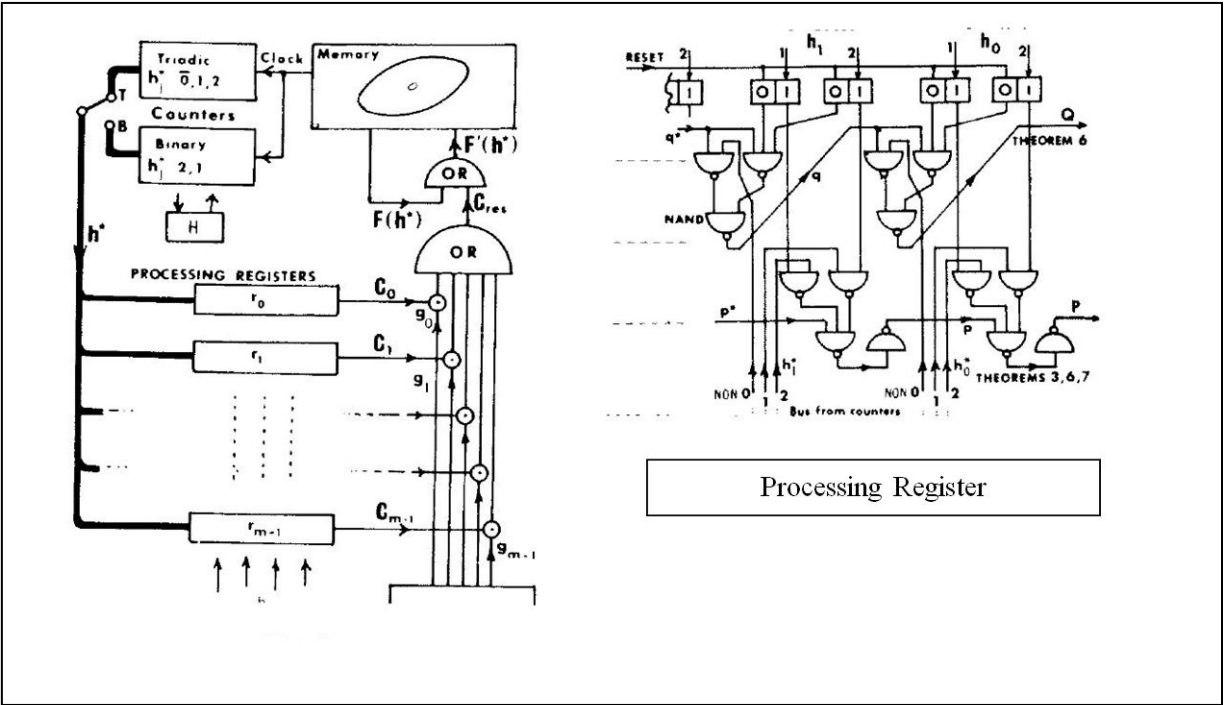 Triadic
h*j 0̄,1,2
Clock
Memory
T
Counters
B
Binary
h*j 2,1
H
h*
F'(h*)
OR
F(h*)
Cres
OR
PROCESSING REGISTERS
r0
C0
g0
r1
C1
g1
rm-1
Cm-1
gm-1
RESET
2
h1
1
2
h0
1
2
1
0 1
0 1
0 1
0 1
q*
Q
THEOREM 6
q
NAND
p*
p
P
h*1
h*0
THEOREMS 3,6,7
NON 0
1
2
NON 0
1
2
Bus from counters
Processing Register